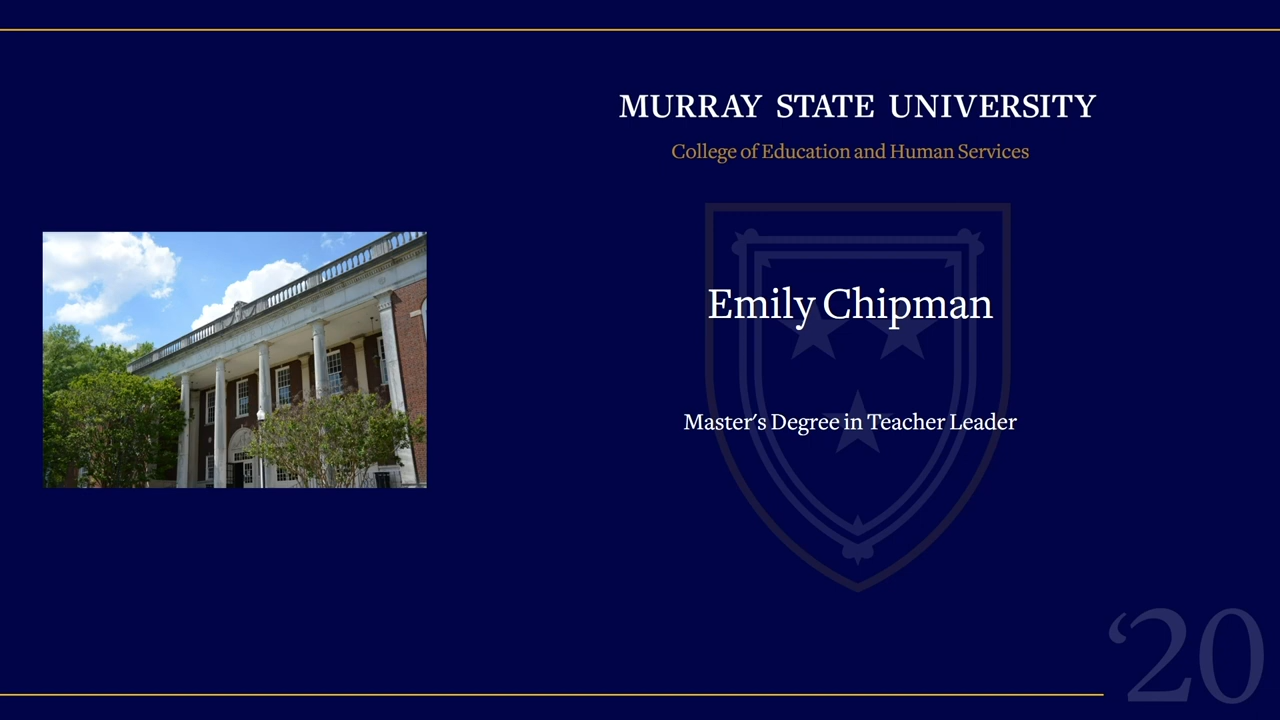 MURRAY STATE UNIVERSITY
College of Education and Human Services
Emily Chipman
Master's Degree in Teacher Leader
‘20